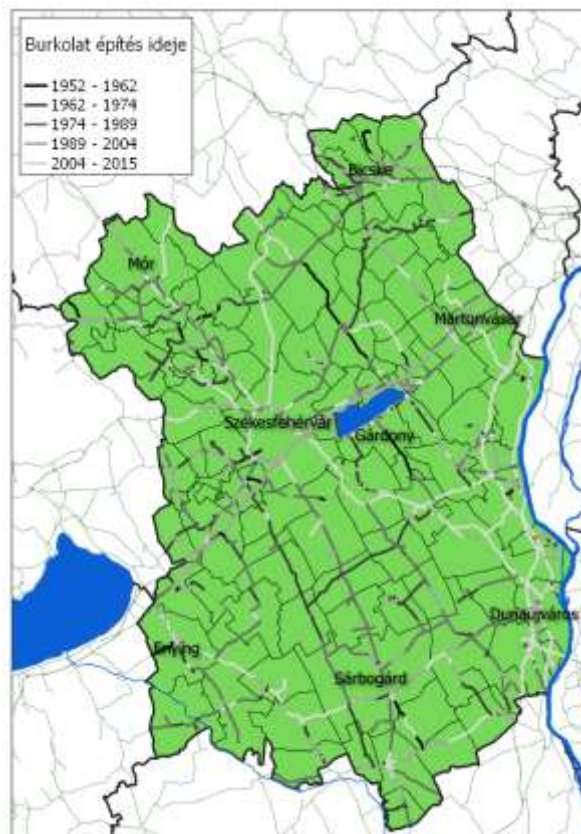 Burkolat építés ideje
1952 - 1962
1962 - 1974
1974 - 1989
1989 - 2004
2004 - 2015
Bicske
Mór
Martonvásár
Székesfehérvár
Gárdony
Dunaújváros
Enying
Sárbogárd